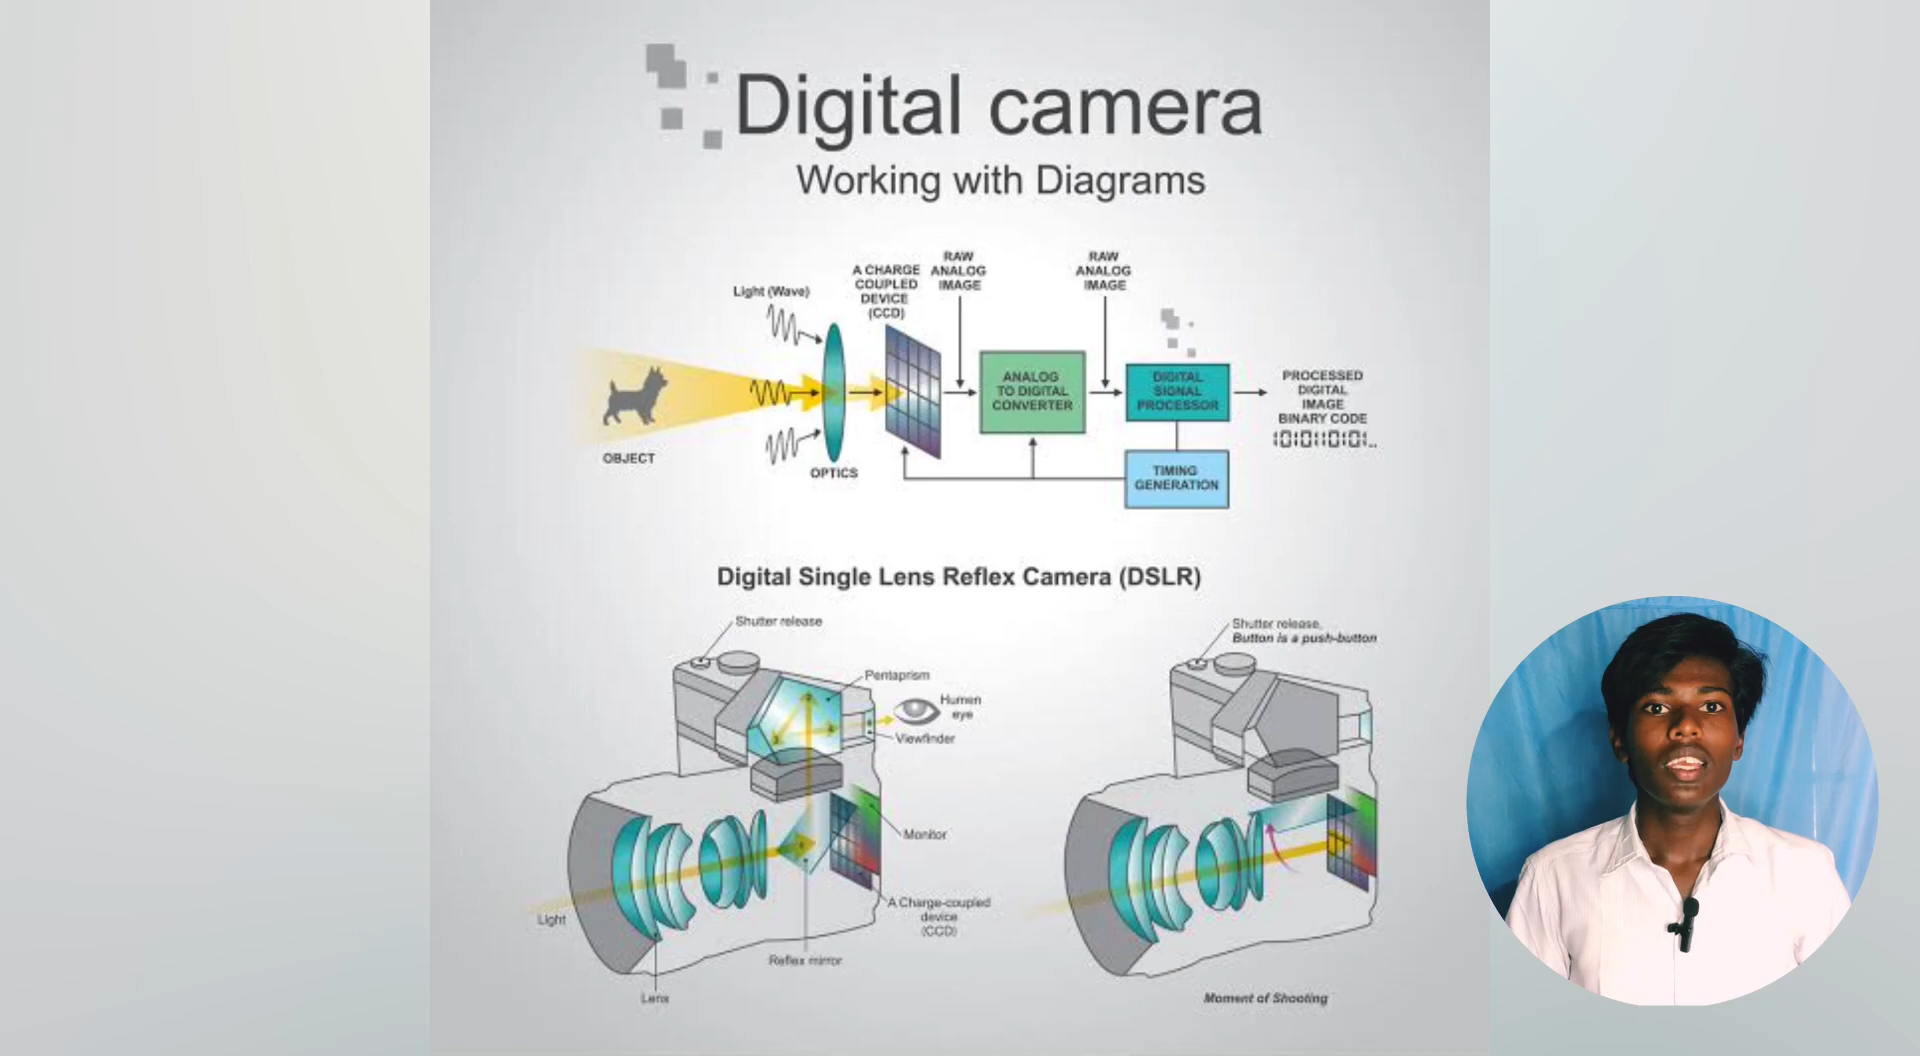 Digital camera
Working with Diagrams
Light (Wave)
A CHARGE
COUPLED
DEVICE
(CCD)
RAW
ANALOG
IMAGE
RAW
ANALOG
IMAGE
OBJECT
OPTICS
ANALOG
TO DIGITAL
CONVERTER
DIGITAL
SIGNAL
PROCESSOR
TIMING
GENERATION
PROCESSED
DIGITAL
IMAGE
BINARY CODE
1010110101..
Digital Single Lens Reflex Camera (DSLR)
Shutter release
Pentaprism
Human
eye
Viewfinder
Monitor
A Charge-coupled
device
(CCD)
Light
Reflex mirror
Lens
Shutter release,
Button is a push-button
Moment of Shooting